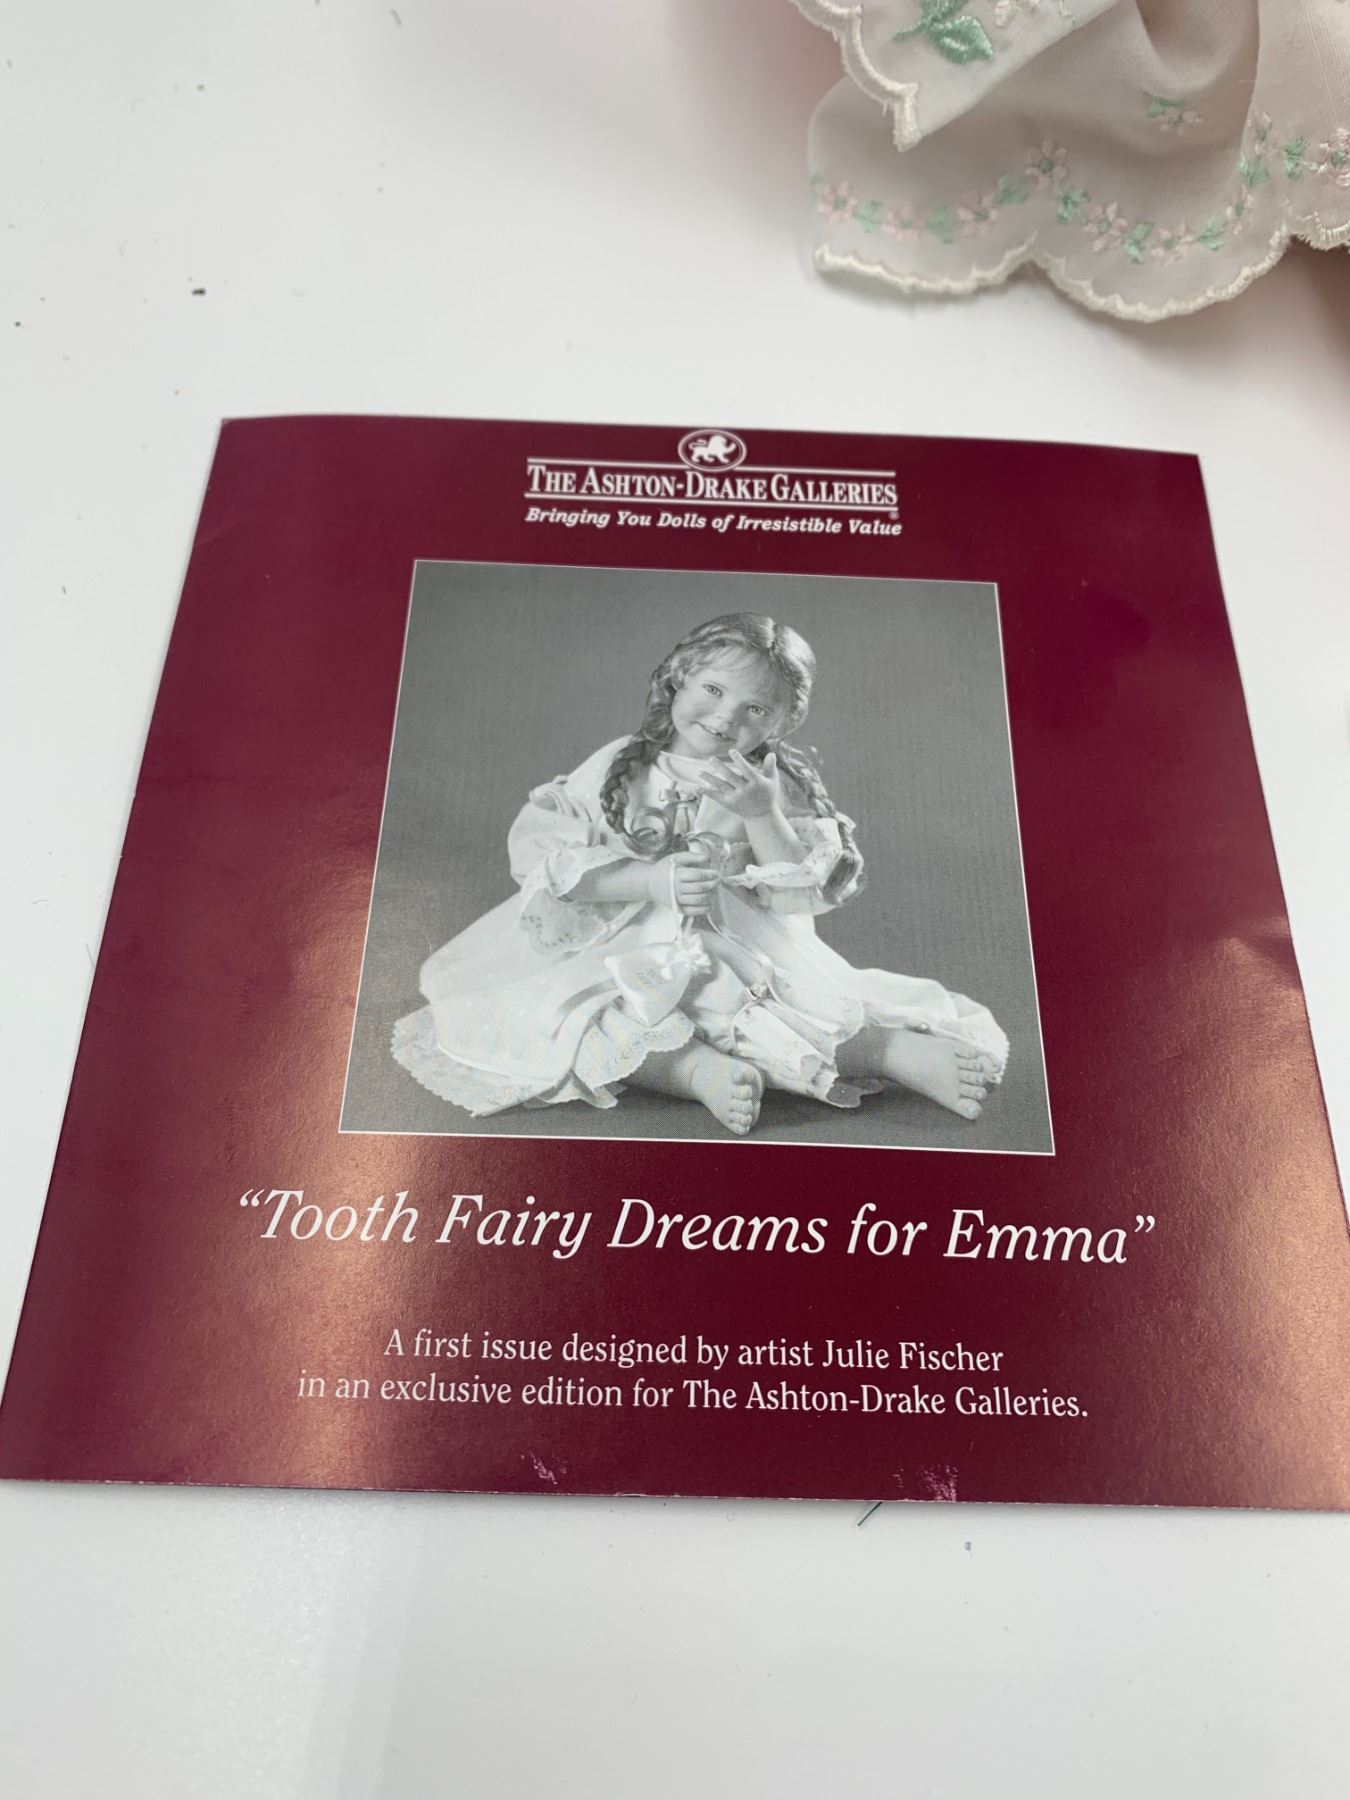 THE ASHTON-DRAKE GALLERIES®
Bringing You Dolls of Irresistible Value
“Tooth Fairy Dreams for Emma”
A first issue designed by artist Julie Fischer
in an exclusive edition for The Ashton-Drake Galleries.